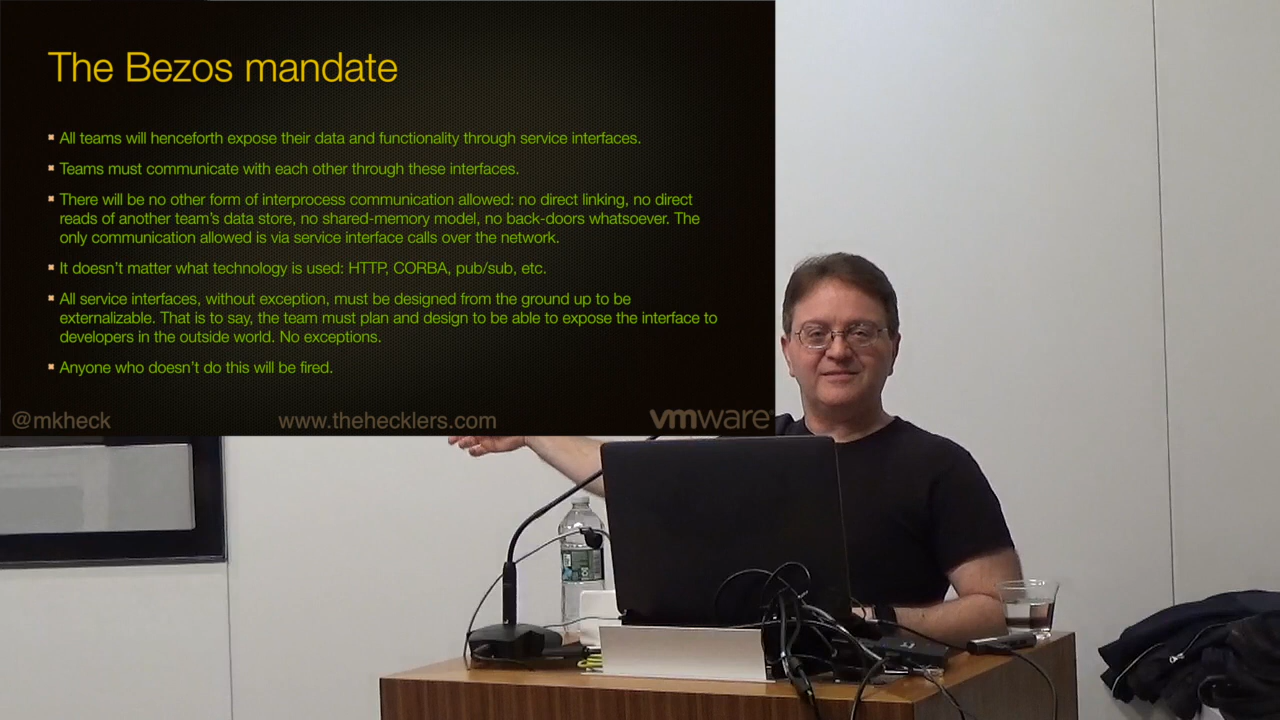 The Bezos mandate
All teams will henceforth expose their data and functionality through service interfaces.
Teams must communicate with each other through these interfaces.
There will be no other form of interprocess communication allowed: no direct linking, no direct
reads of another team's data store, no shared-memory model, no back-doors whatsoever. The
only communication allowed is via service interface calls over the network.
It doesn't matter what technology is used: HTTP, CORBA, pub/sub, etc.
All service interfaces, without exception, must be designed from the ground up to be
externalizable. That is to say, the team must plan and design to be able to expose the interface to
developers in the outside world. No exceptions.
Anyone who doesn't do this will be fired.
@mkheck www.thehecklers.com vmware